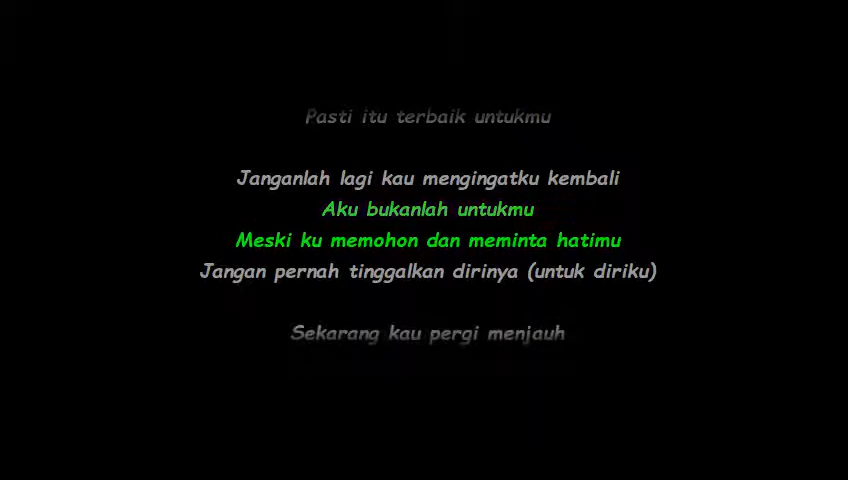 Pasti itu terbaik untukmu
Janganlah lagi kau mengingatku kembali
Aku bukanlah untukmu
Meski ku memohon dan meminta hatimu
Jangan pernah tinggalkan dirinya (untuk diriku)
Sekarang kau pergi menjauh